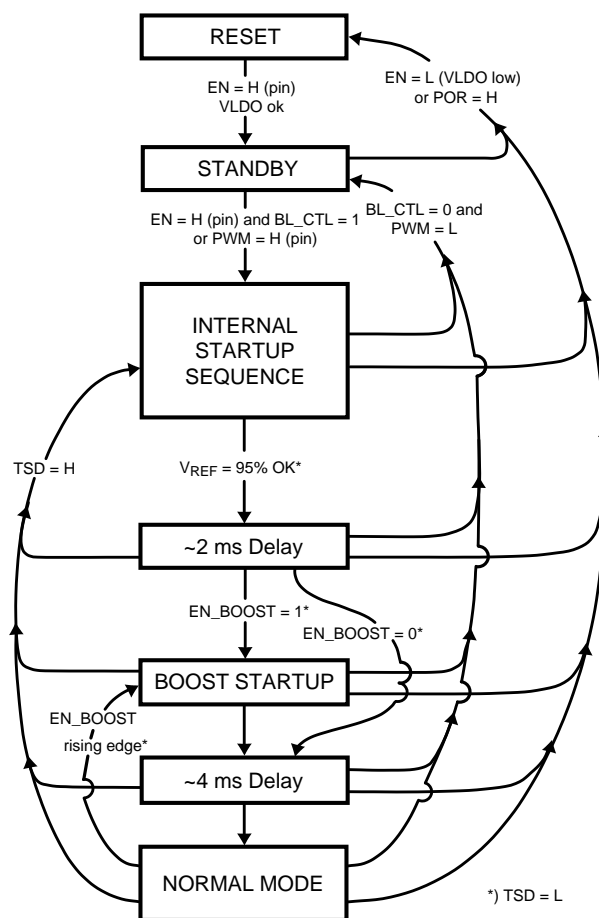 RESET
EN = H (pin)
VLDO ok
EN = L (VLDO low)
or POR = H
STANDBY
EN = H (pin) and BL_CTL = 1
or PWM = H (pin)
BL_CTL = 0 and
PWM = L
INTERNAL
STARTUP
SEQUENCE
TSD = H
VREF = 95% OK*
~2 ms Delay
EN_BOOST = 1*
EN_BOOST = 0*
BOOST STARTUP
EN_BOOST
rising edge*
~4 ms Delay
NORMAL MODE
*) TSD = L